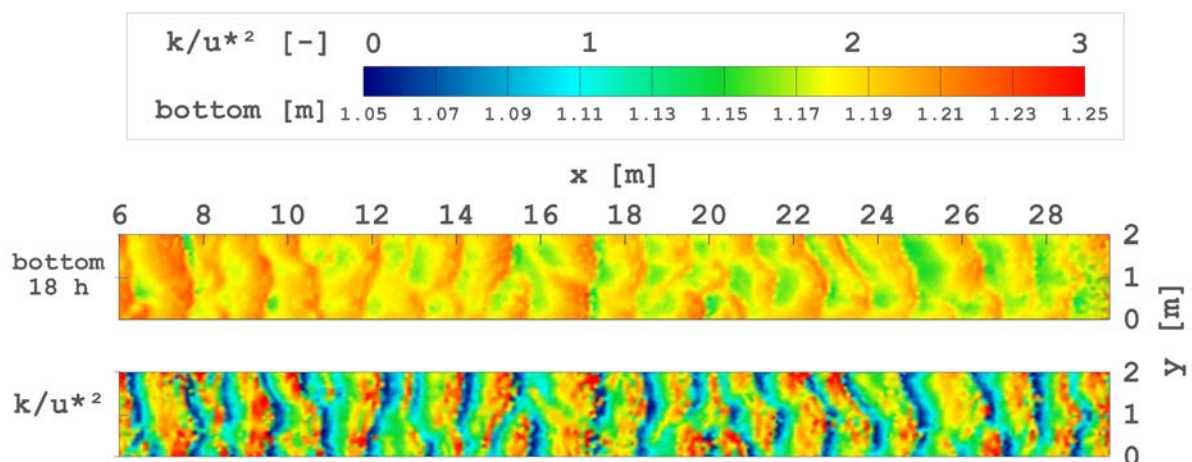 k/u*² [-] 0 1 2 3
bottom [m] 1.05 1.07 1.09 1.11 1.13 1.15 1.17 1.19 1.21 1.23 1.25
x [m]
6 8 10 12 14 16 18 20 22 24 26 28
bottom
18 h
2
1
0
y [m]
k/u*²
2
1
0